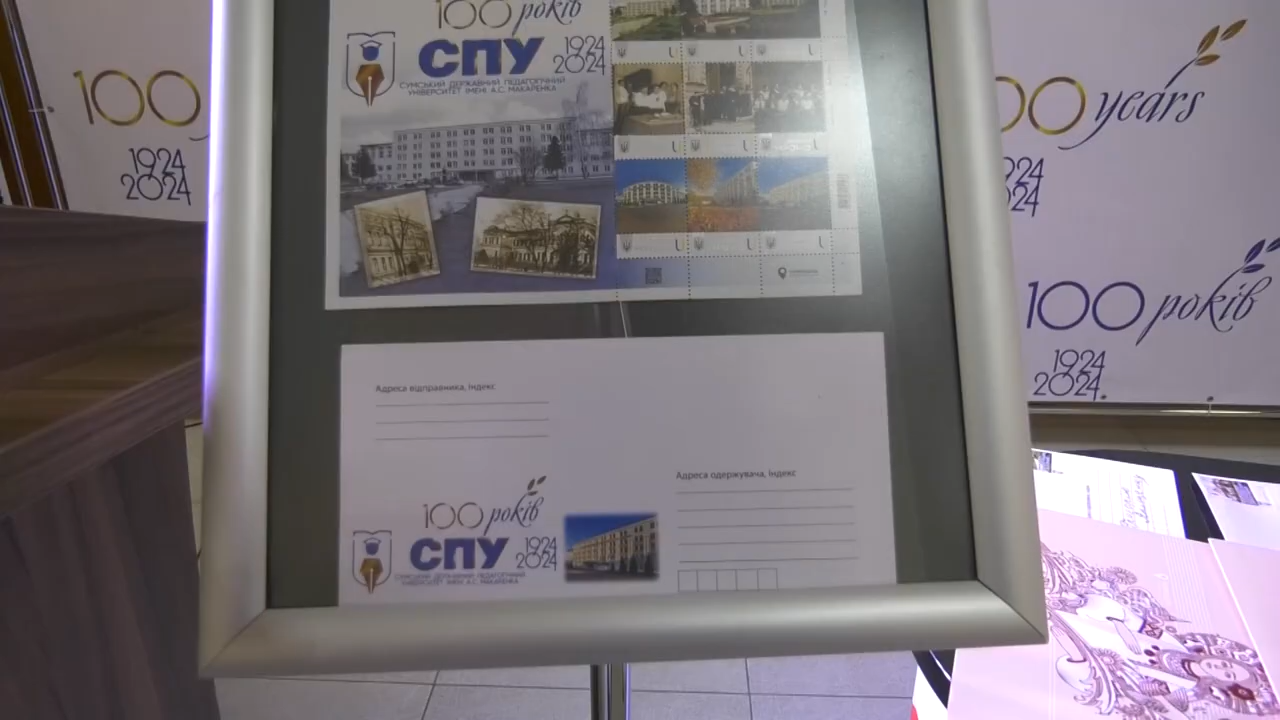 100 років
СПУ 1924
2024
СУМСЬКИЙ ДЕРЖАВНИЙ ПЕДАГОГІЧНИЙ
УНІВЕРСИТЕТ ІМЕНІ А.С. МАКАРЕНКА
L L L
L L L
L L L
100
1924
2024
100 years
1924
2024
100 років
1924
2024
Адреса відправника, індекс
Адреса одержувача, індекс
100 років
СПУ 1924
2024
СУМСЬКИЙ ДЕРЖАВНИЙ ПЕДАГОГІЧНИЙ
УНІВЕРСИТЕТ ІМЕНІ А.С. МАКАРЕНКА